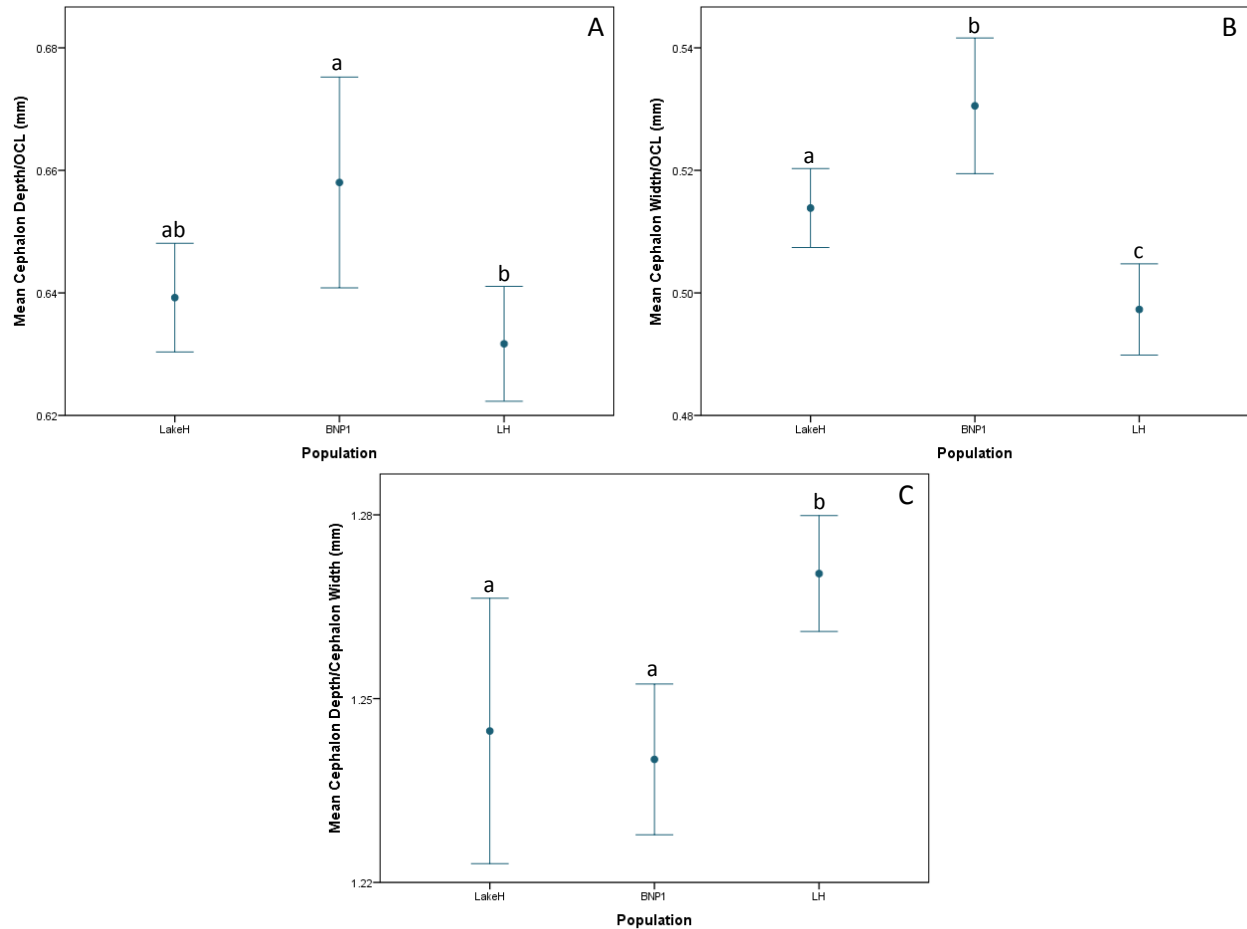 A
Mean Cephalon Depth/OCL (mm)
0.68
0.66
0.64
0.62
ab
a
b
LakeH
BNP1
LH
Population
B
Mean Cephalon Width/OCL (mm)
0.54
0.52
0.50
0.48
a
b
c
LakeH
BNP1
LH
Population
C
Mean Cephalon Depth/Cephalon Width (mm)
1.28
1.25
1.22
a
a
b
LakeH
BNP1
LH
Population